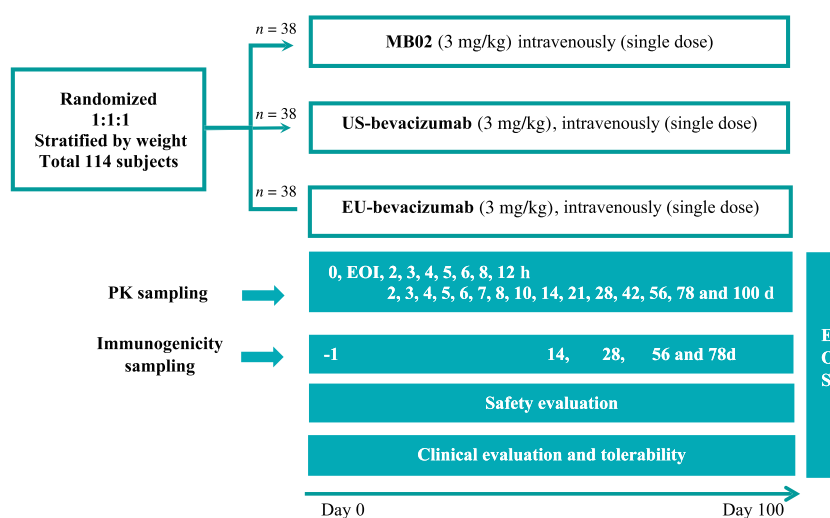 n = 38
MB02 (3 mg/kg) intravenously (single dose)
Randomized
1:1:1
Stratified by weight
Total 114 subjects
n = 38
US-bevacizumab (3 mg/kg), intravenously (single dose)
n = 38
EU-bevacizumab (3 mg/kg), intravenously (single dose)
PK sampling
0, EOI, 2, 3, 4, 5, 6, 8, 12 h
2, 3, 4, 5, 6, 7, 8, 10, 14, 21, 28, 42, 56, 78 and 100 d
Immunogenicity
sampling
-1 14, 28, 56 and 78d
Safety evaluation
Clinical evaluation and tolerability
Day 0
Day 100